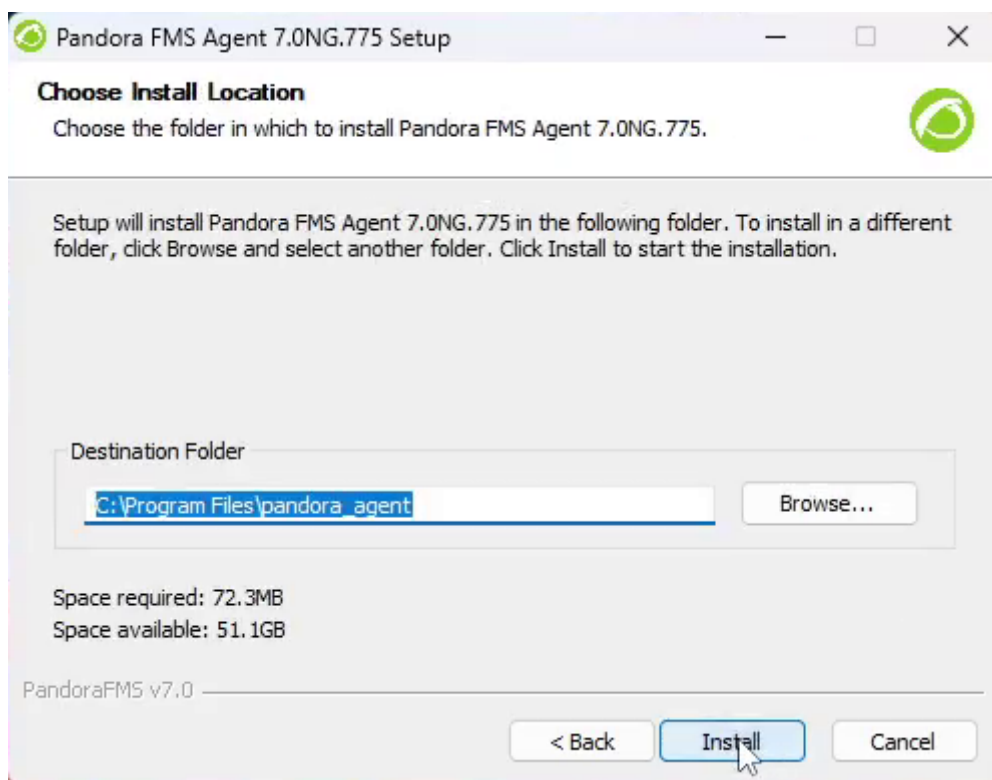 Pandora FMS Agent 7.0NG.775 Setup
Choose Install Location
Choose the folder in which to install Pandora FMS Agent 7.0NG.775.
Setup will install Pandora FMS Agent 7.0NG.775 in the following folder. To install in a different
folder, click Browse and select another folder. Click Install to start the installation.
Destination Folder
C:\Program Files\pandora_agent
Browse...
Space required: 72.3MB
Space available: 51.1GB
PandoraFMS v7.0
< Back
Install
Cancel